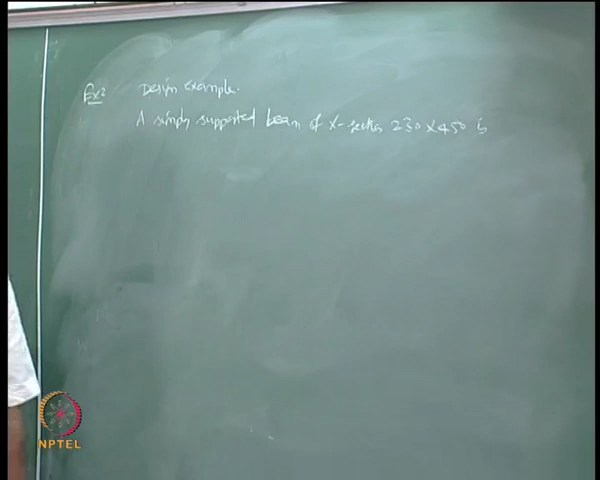 Ex2 Design example.
A simply supported beam of x-section 230 x 450 is
NPTEL